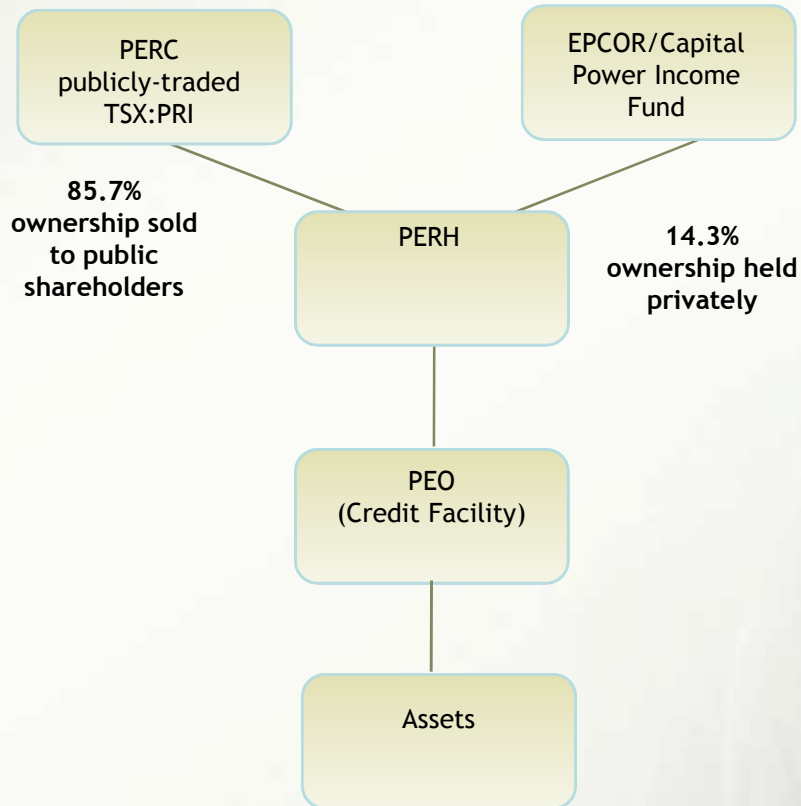 PERC
publicly-traded
TSX:PRI
EPCOR/Capital
Power Income
Fund
85.7%
ownership sold
to public
shareholders
PERH
14.3%
ownership held
privately
PEO
(Credit Facility)
Assets